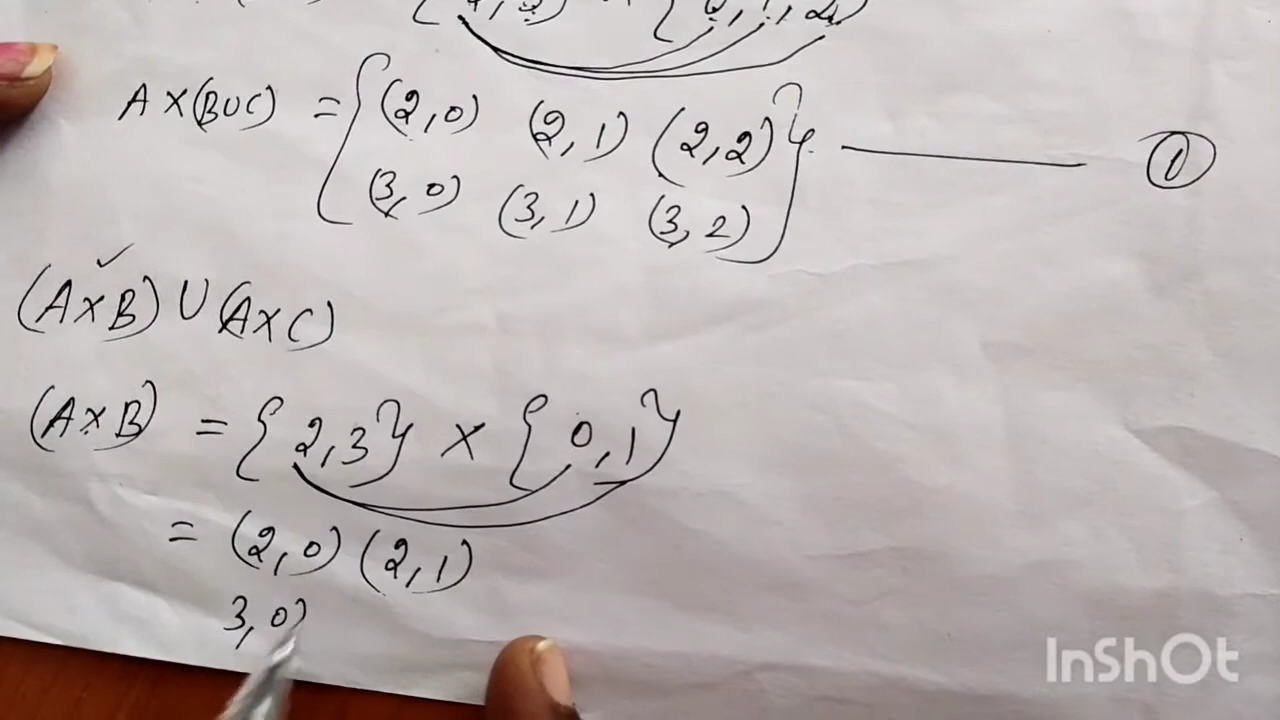 A×(BUC) = {(2,0) (2,1) (2,2)} ① 
(3,0) (3,1) (3,2)
(A×B) U (A×C)
(A×B) = {2,3} × {0,1}
= (2,0) (2,1)
3,0)
InShOt